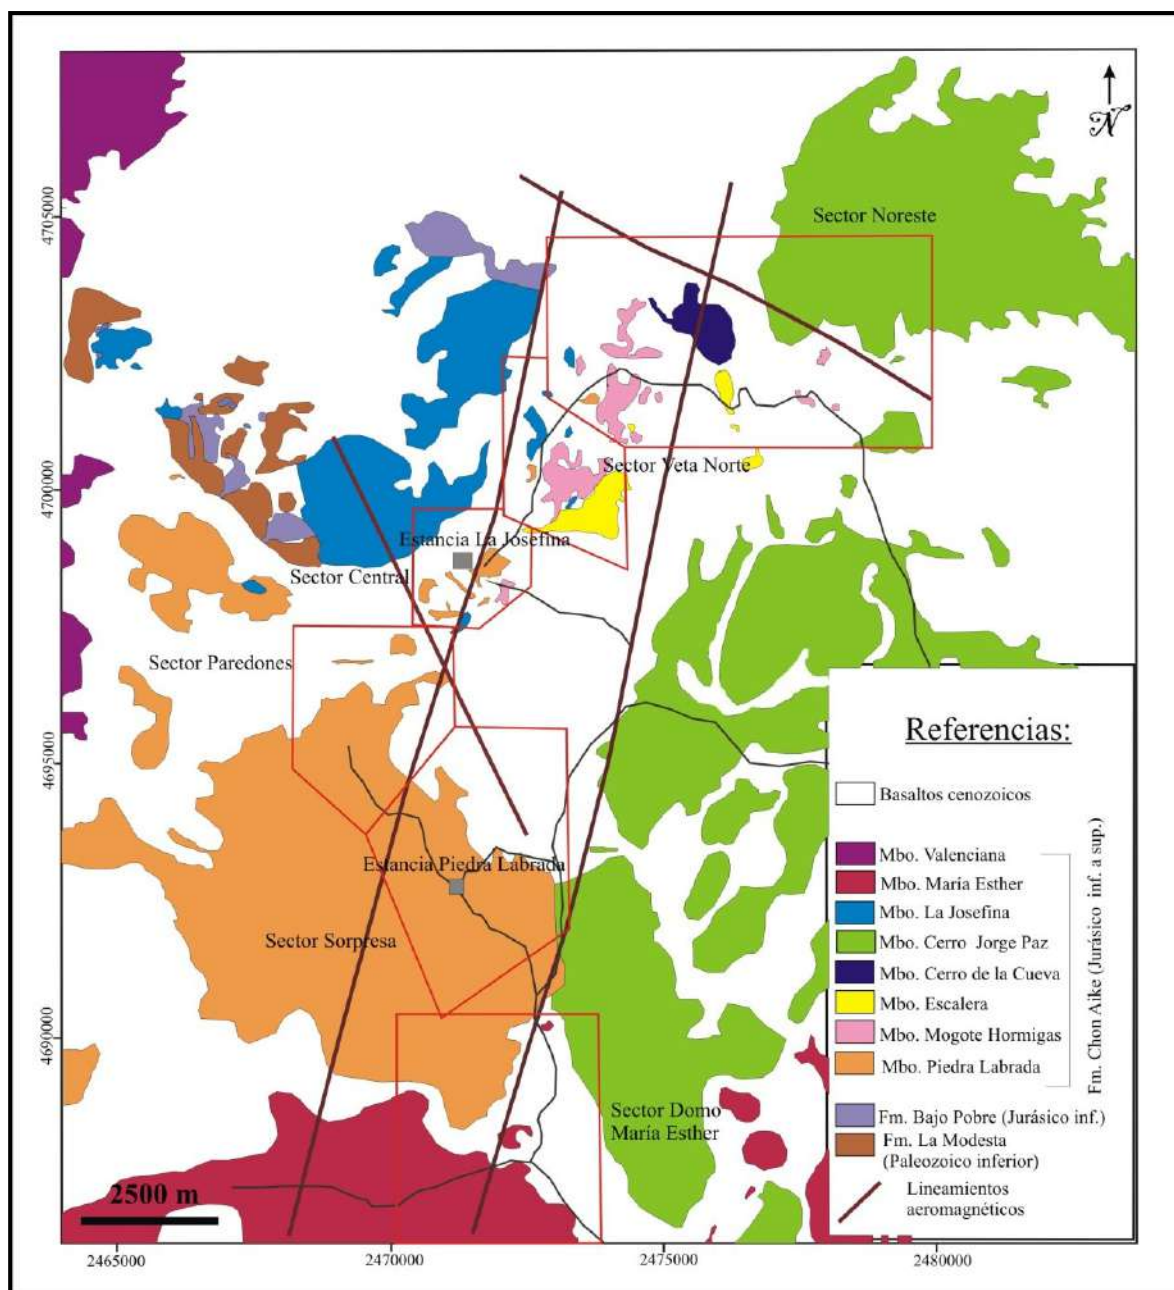 N
Sector Noreste
4705000
Sector Veta Norte
4700000
Estancia La Josefina
Sector Central
Sector Paredones
4695000
Estancia Piedra Labrada
Sector Sorpresa
4690000
Sector Domo
María Esther
2500 m
2465000
2470000
2475000
2480000
Referencias:
Basaltos cenozoicos
Mbo. Valenciana
Mbo. María Esther
Mbo. La Josefina
Mbo. Cerro Jorge Paz
Mbo. Cerro de la Cueva
Mbo. Escalera
Mbo. Mogote Hormigas
Mbo. Piedra Labrada
Fm. Chon Aike (Jurásico inf. a sup.)
Fm. Bajo Pobre (Jurásico inf.)
Fm. La Modesta
(Paleozoico inferior)
Lineamientos
aeromagnéticos